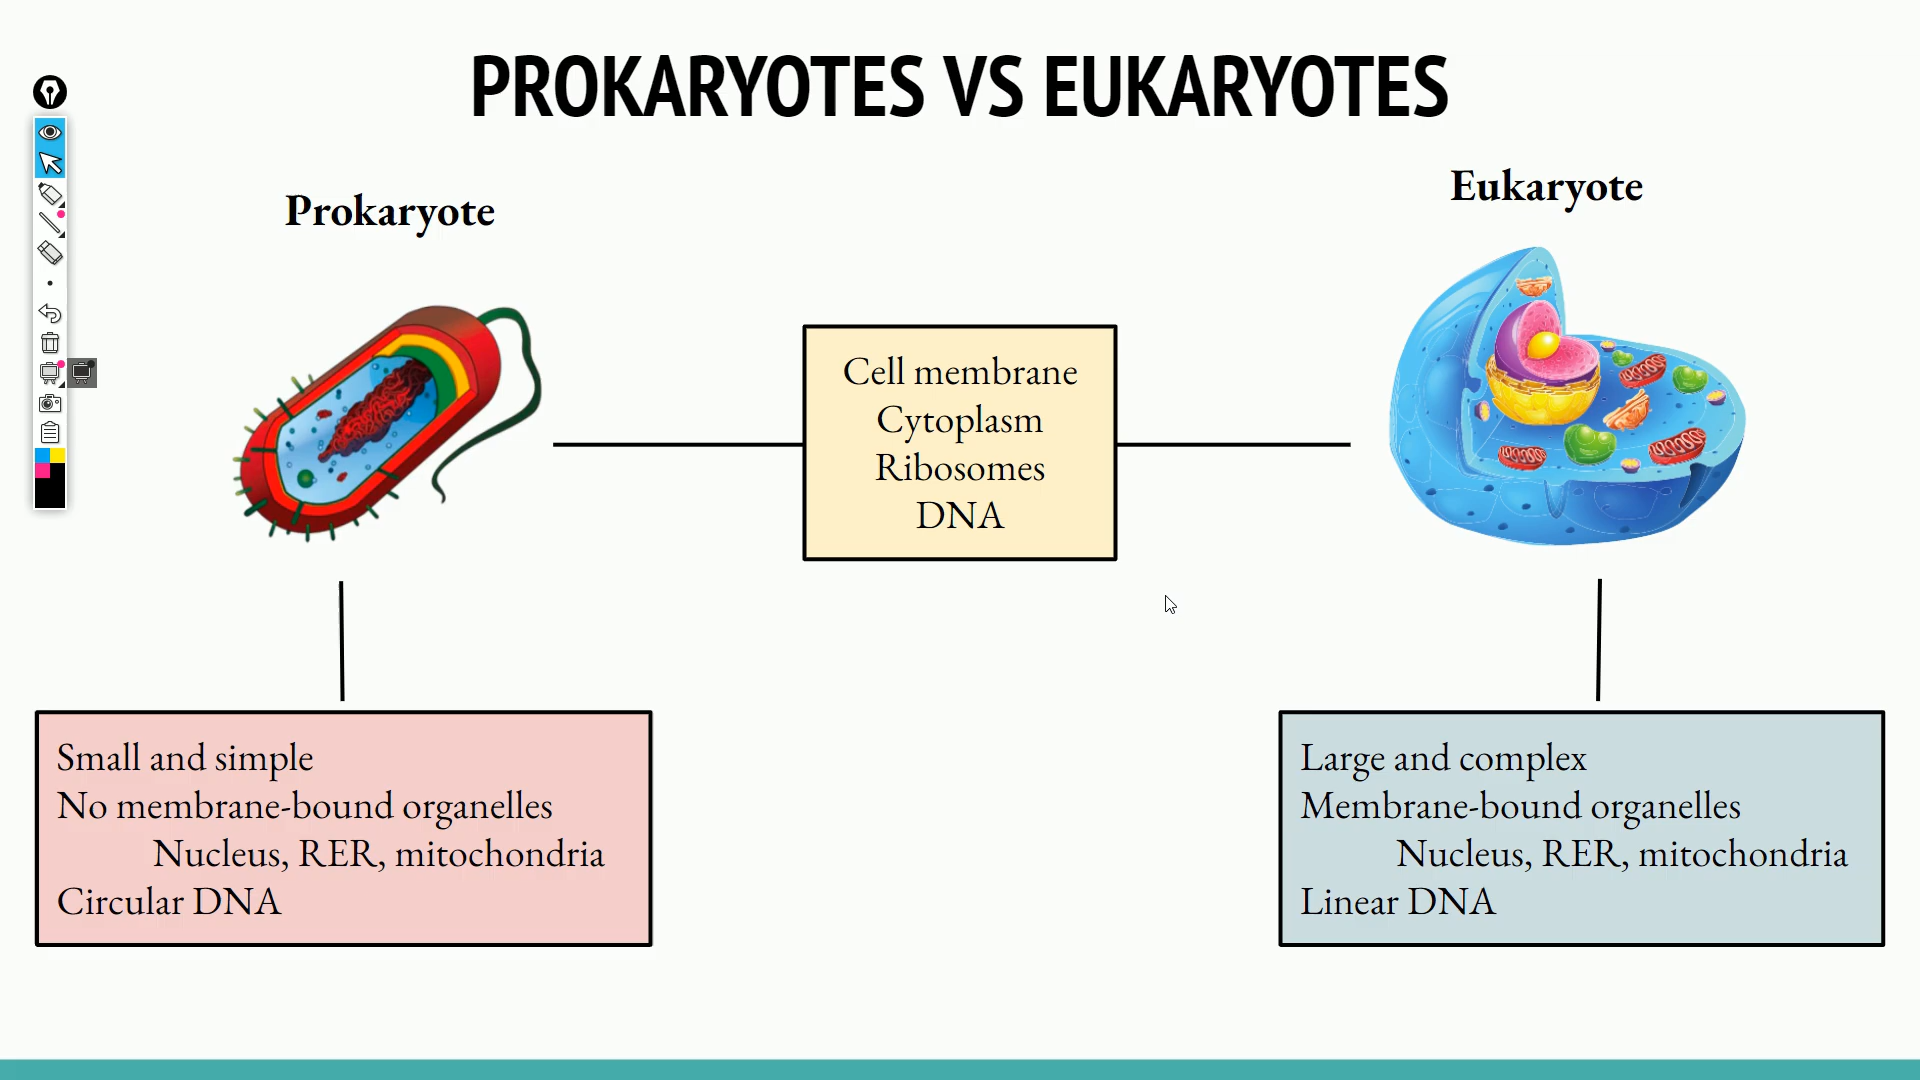 PROKARYOTES VS EUKARYOTES
Prokaryote
Eukaryote
Cell membrane
Cytoplasm
Ribosomes
DNA
Small and simple
No membrane-bound organelles
Nucleus, RER, mitochondria
Circular DNA
Large and complex
Membrane-bound organelles
Nucleus, RER, mitochondria
Linear DNA